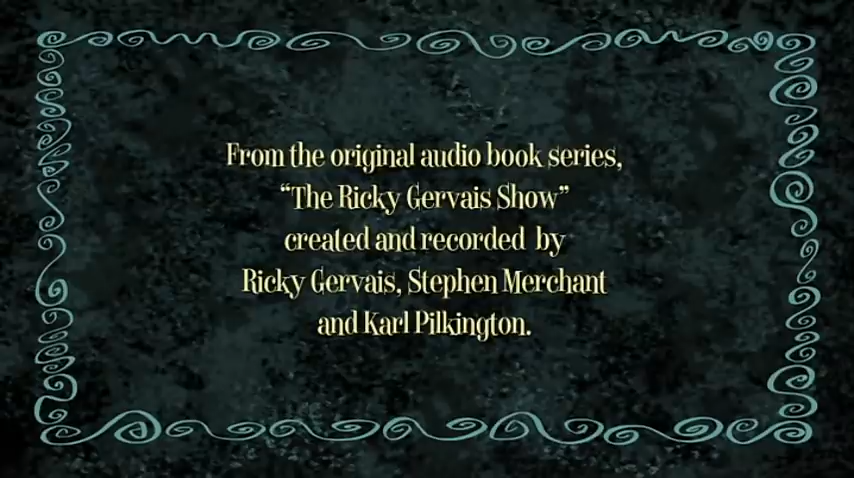 From the original audio book series,
“The Ricky Gervais Show”
created and recorded by
Ricky Gervais, Stephen Merchant
and Karl Pilkington.